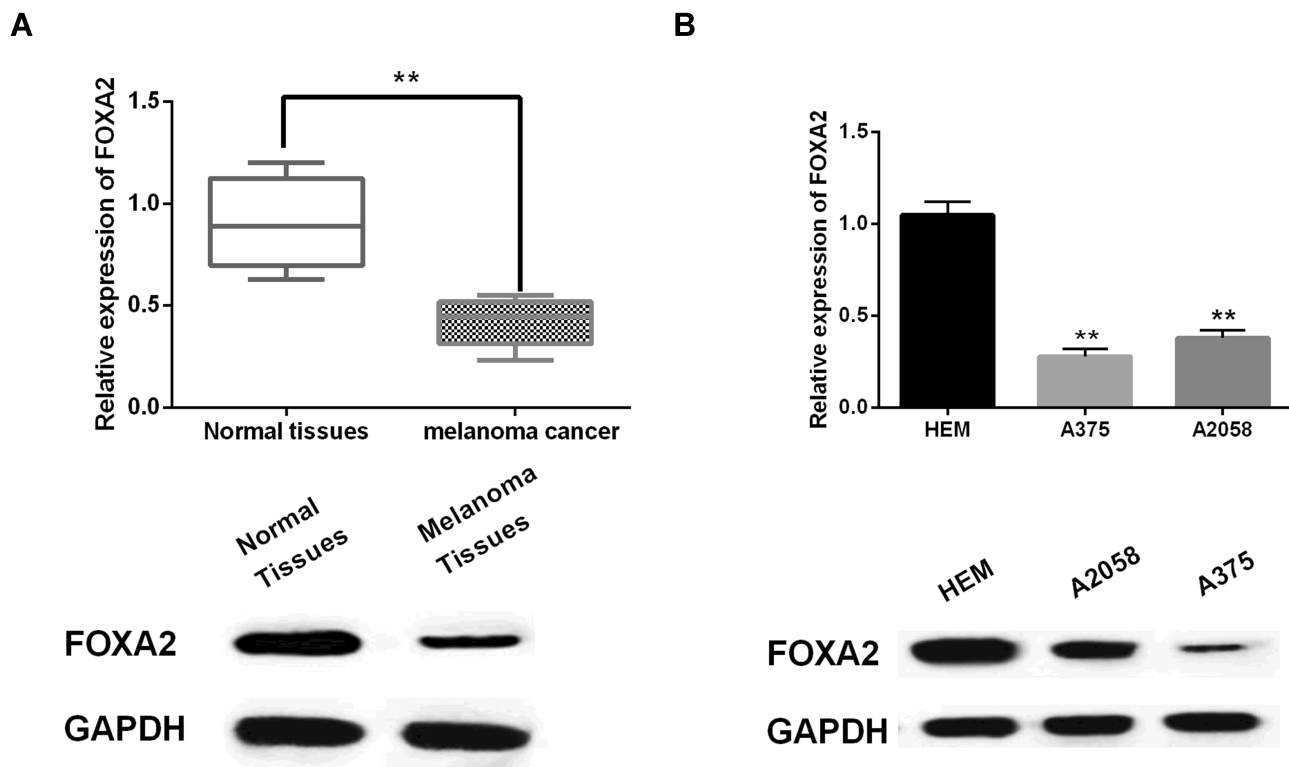 A
Relative expression of FOXA2
1.5
1.0
0.5
0.0
**
Normal tissues
melanoma cancer
Normal
Tissues
Melanoma
Tissues
FOXA2
GAPDH
B
Relative expression of FOXA2
1.5
1.0
0.5
0.0
**
**
HEM
A375
A2058
HEM
A2058
A375
FOXA2
GAPDH